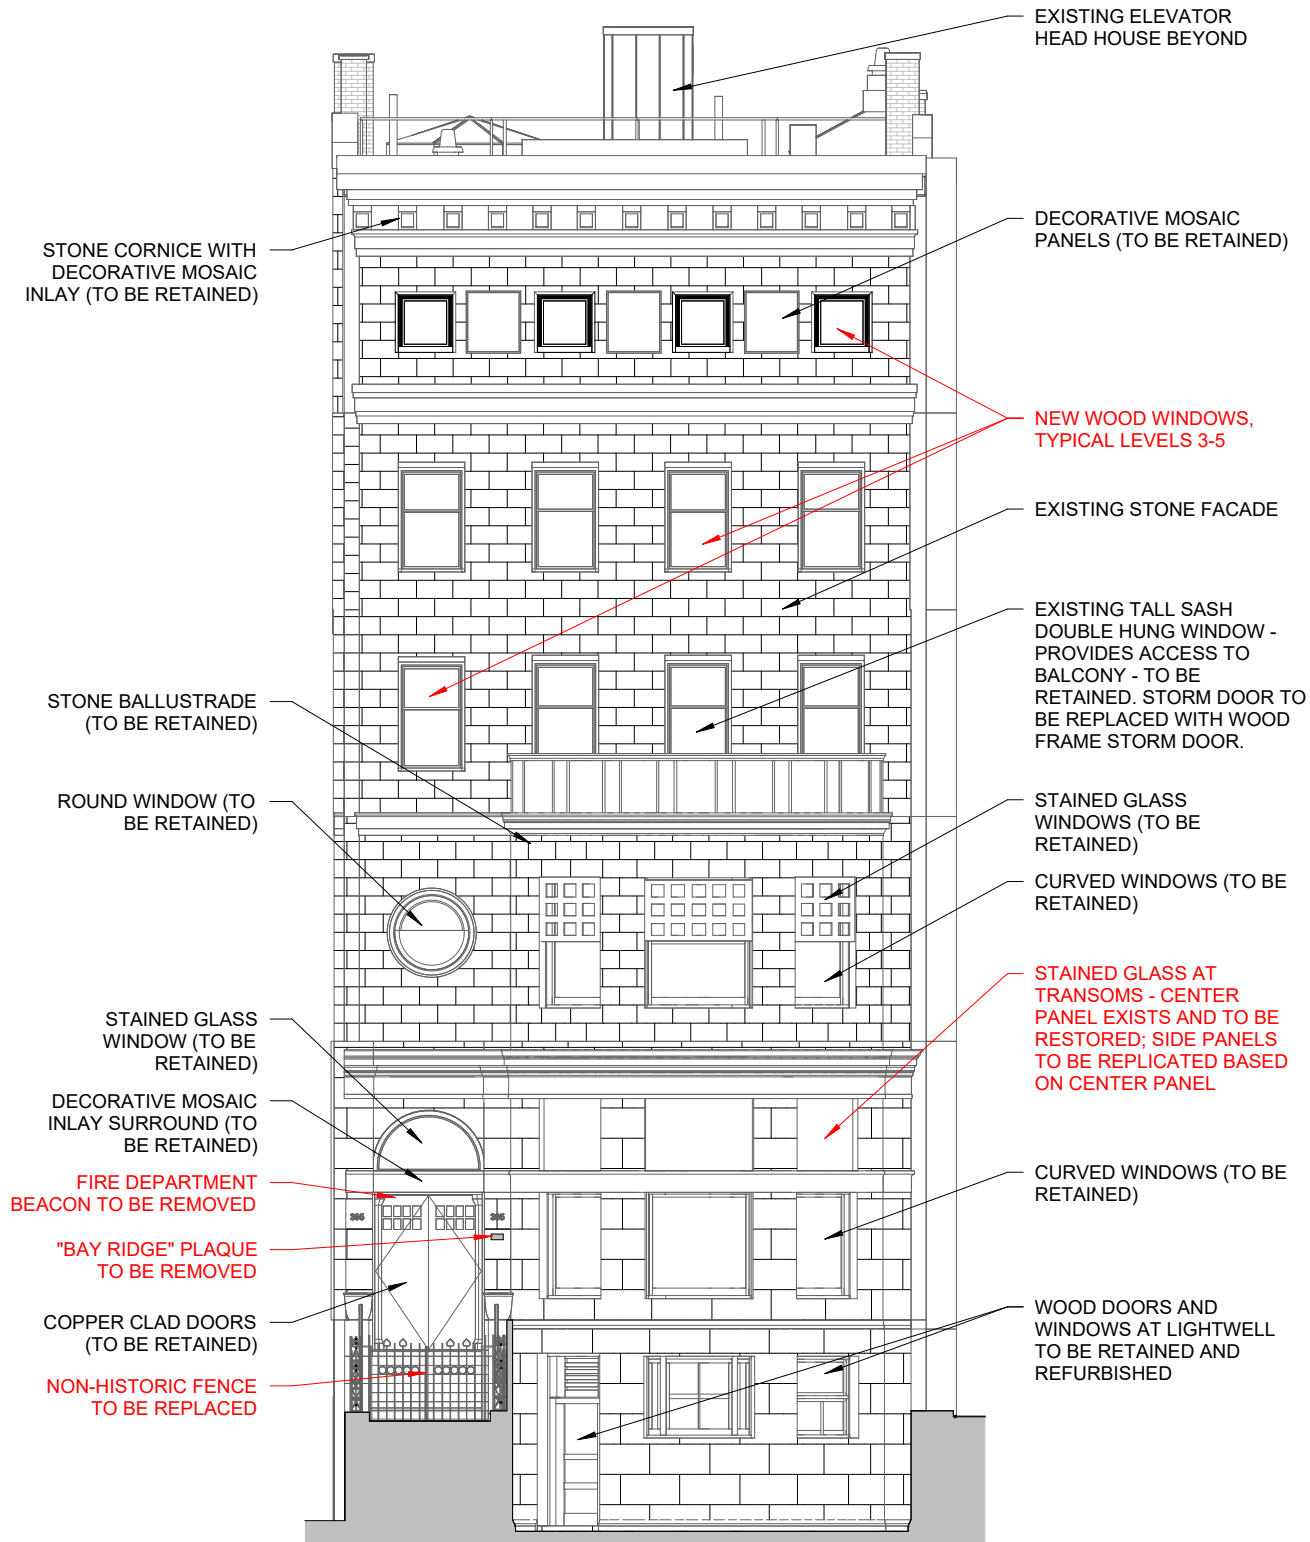 EXISTING ELEVATOR
HEAD HOUSE BEYOND
DECORATIVE MOSAIC
PANELS (TO BE RETAINED)
STONE CORNICE WITH
DECORATIVE MOSAIC
INLAY (TO BE RETAINED)
NEW WOOD WINDOWS,
TYPICAL LEVELS 3-5
EXISTING STONE FACADE
EXISTING TALL SASH
DOUBLE HUNG WINDOW -
PROVIDES ACCESS TO
BALCONY - TO BE
RETAINED. STORM DOOR TO
BE REPLACED WITH WOOD
FRAME STORM DOOR.
STONE BALLUSTRADE
(TO BE RETAINED)
ROUND WINDOW (TO
BE RETAINED)
STAINED GLASS
WINDOWS (TO BE
RETAINED)
CURVED WINDOWS (TO BE
RETAINED)
STAINED GLASS AT
TRANSOMS - CENTER
PANEL EXISTS AND TO BE
RESTORED; SIDE PANELS
TO BE REPLICATED BASED
ON CENTER PANEL
STAINED GLASS
WINDOW (TO BE
RETAINED)
DECORATIVE MOSAIC
INLAY SURROUND (TO
BE RETAINED)
FIRE DEPARTMENT
BEACON TO BE REMOVED
CURVED WINDOWS (TO BE
RETAINED)
395
395
"BAY RIDGE" PLAQUE
TO BE REMOVED
COPPER CLAD DOORS
(TO BE RETAINED)
WOOD DOORS AND
WINDOWS AT LIGHTWELL
TO BE RETAINED AND
REFURBISHED
NON-HISTORIC FENCE
TO BE REPLACED